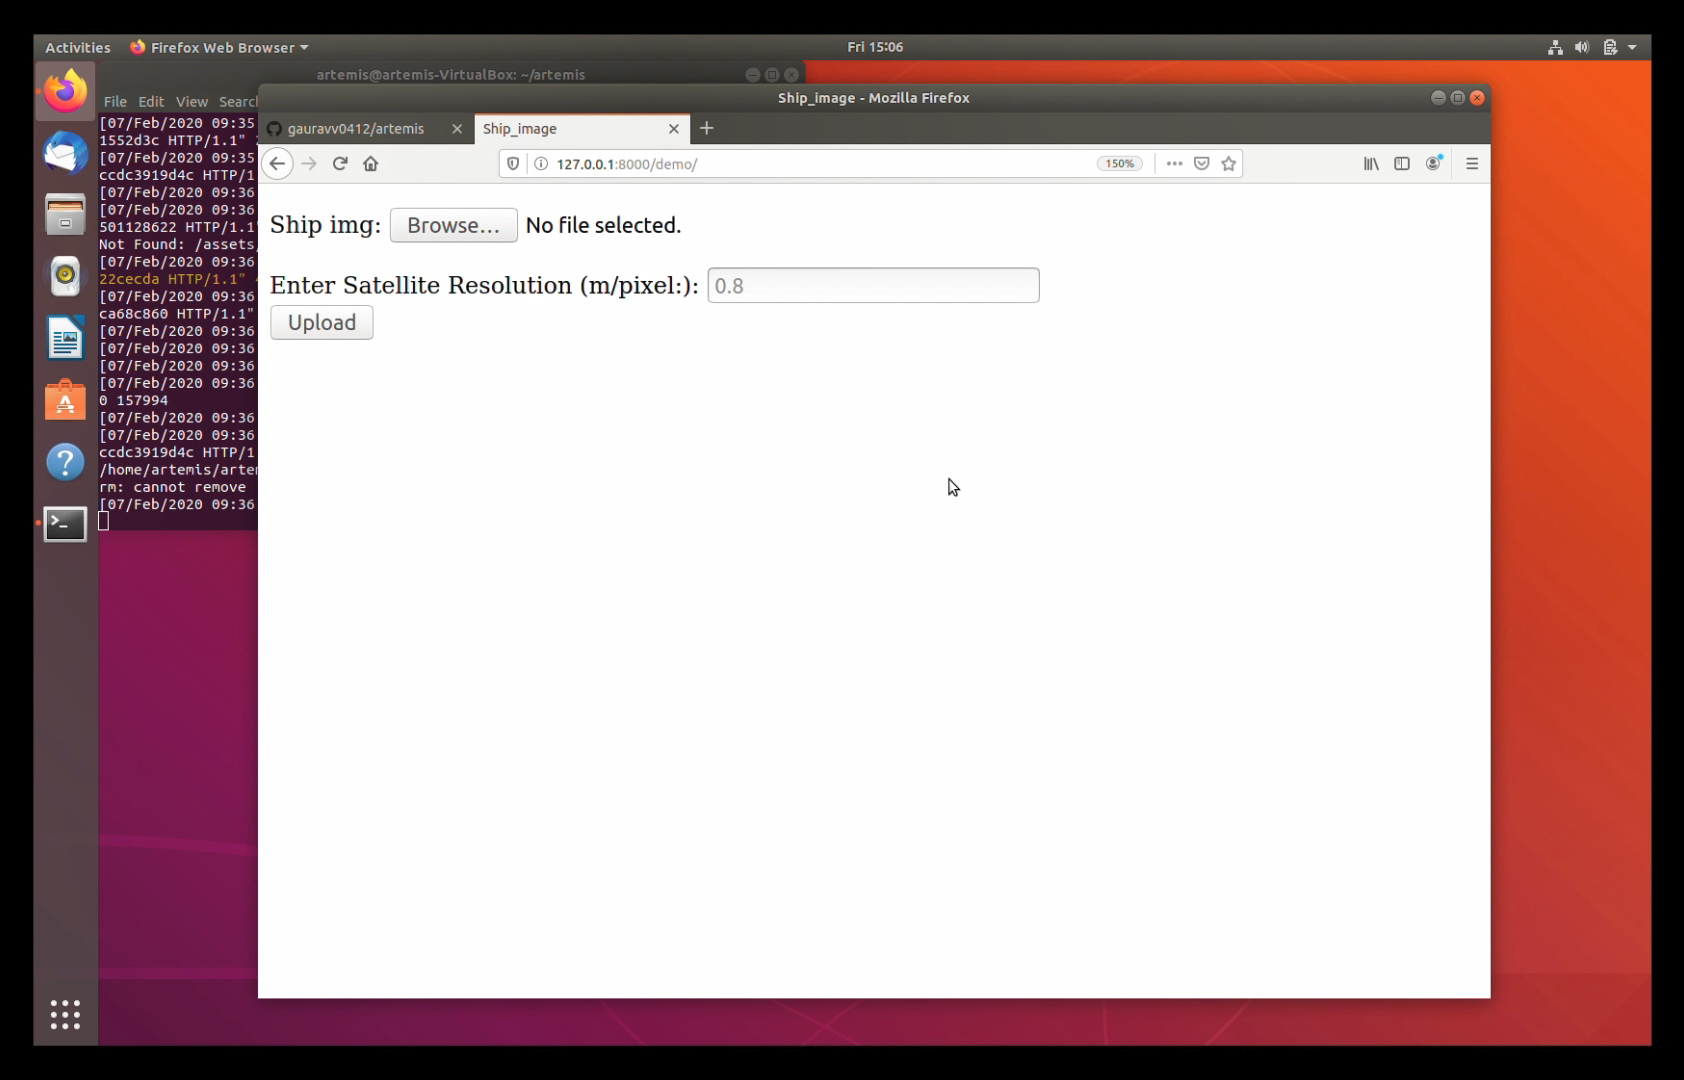 Activities Firefox Web Browser Fri 15:06
artemis@artemis-VirtualBox: ~/artemis
File Edit View Search
Ship_image - Mozilla Firefox
gaurav0412/artemis Ship_image
127.0.0.1:8000/demo/ 150%
Ship img: Browse... No file selected.
Enter Satellite Resolution (m/pixel:): 0.8
Upload
[07/Feb/2020 09:35
1552d3c HTTP/1.1"
[07/Feb/2020 09:35
ccdc3919d4c HTTP/1
[07/Feb/2020 09:36
[07/Feb/2020 09:36
501128622 HTTP/1.1"
Not Found: /assets/
[07/Feb/2020 09:36
22cecda HTTP/1.1"
[07/Feb/2020 09:36
ca68c860 HTTP/1.1"
[07/Feb/2020 09:36
[07/Feb/2020 09:36
[07/Feb/2020 09:36
[07/Feb/2020 09:36
0 157994
[07/Feb/2020 09:36
[07/Feb/2020 09:36
ccdc3919d4c HTTP/1
/home/artemis/arte
rm: cannot remove
[07/Feb/2020 09:36